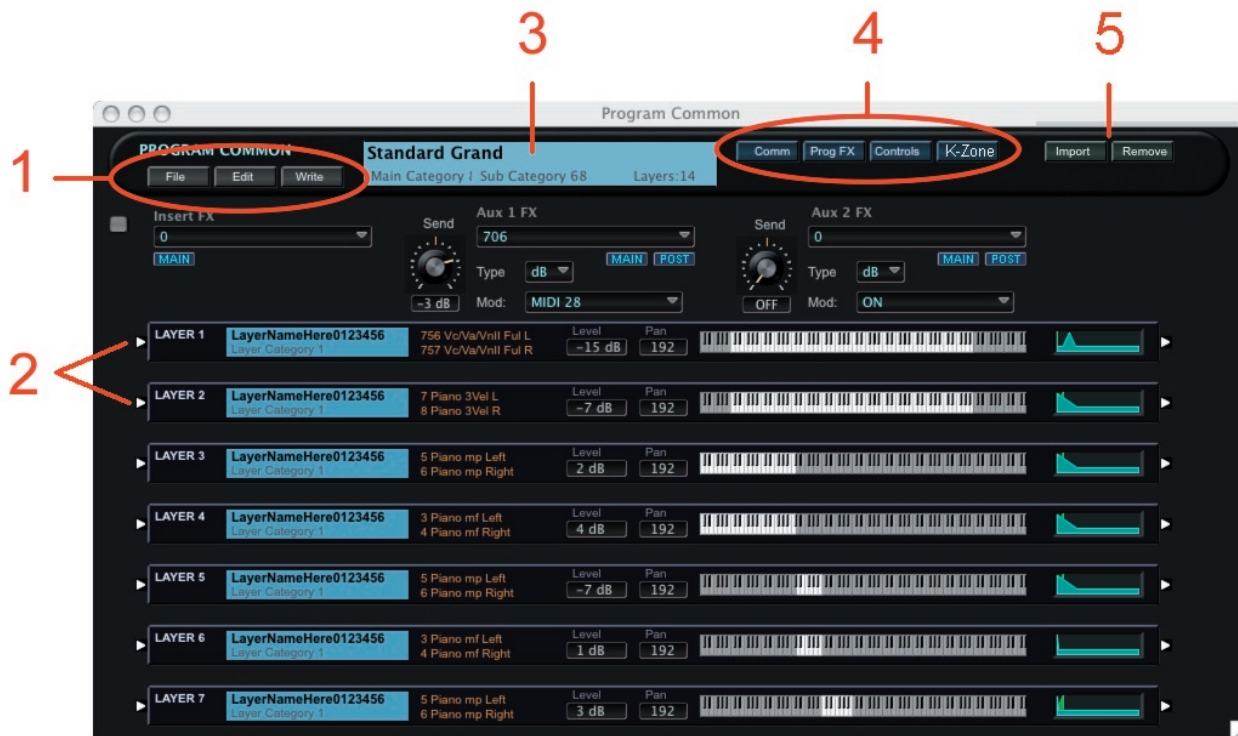 3
4
5
Program Common
PROGRAM COMMON
Standard Grand
Comm
Prog FX
Controls
K-Zone
Import
Remove
1
File
Edit
Write
Main Category
Sub Category 68
Layers:14
Insert FX
Send
Aux 1 FX
Send
Aux 2 FX
0
706
0
MAIN
Type
dB
MAIN
POST
Type
dB
MAIN
POST
-3 dB
Mod:
MIDI 28
OFF
Mod:
ON
2
LAYER 1
LayerNameHere0123456
Layer Category 1
756 Vc/Va/VnII Ful L
757 Vc/Va/VnII Ful R
Level
-15 dB
Pan
192
LAYER 2
LayerNameHere0123456
Layer Category 1
7 Piano 3Vel L
8 Piano 3Vel R
Level
-7 dB
Pan
192
LAYER 3
LayerNameHere0123456
Layer Category 1
5 Piano mp Left
6 Piano mp Right
Level
2 dB
Pan
192
LAYER 4
LayerNameHere0123456
Layer Category 1
3 Piano mf Left
4 Piano mf Right
Level
4 dB
Pan
192
LAYER 5
LayerNameHere0123456
Layer Category 1
5 Piano mp Left
6 Piano mp Right
Level
-7 dB
Pan
192
LAYER 6
LayerNameHere0123456
Layer Category 1
3 Piano mf Left
4 Piano mf Right
Level
1 dB
Pan
192
LAYER 7
LayerNameHere0123456
Layer Category 1
5 Piano mp Left
6 Piano mp Right
Level
3 dB
Pan
192